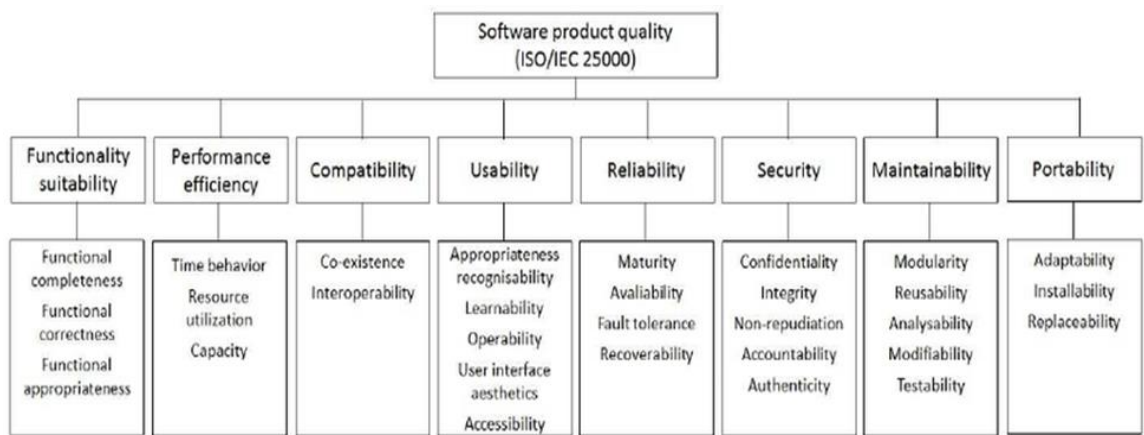 Software product quality
(ISO/IEC 25000)
Functionality
suitability
Performance
efficiency
Compatibility
Usability
Reliability
Security
Maintainability
Portability
Functional
completeness
Functional
correctness
Functional
appropriateness
Time behavior
Resource
utilization
Capacity
Co-existence
Interoperability
Appropriateness
recognisability
Learnability
Operability
User interface
aesthetics
Accessibility
Maturity
Avaliability
Fault tolerance
Recoverability
Confidentiality
Integrity
Non-repudiation
Accountability
Authenticity
Modularity
Reusability
Analysability
Modifiability
Testability
Adaptability
Installability
Replaceability